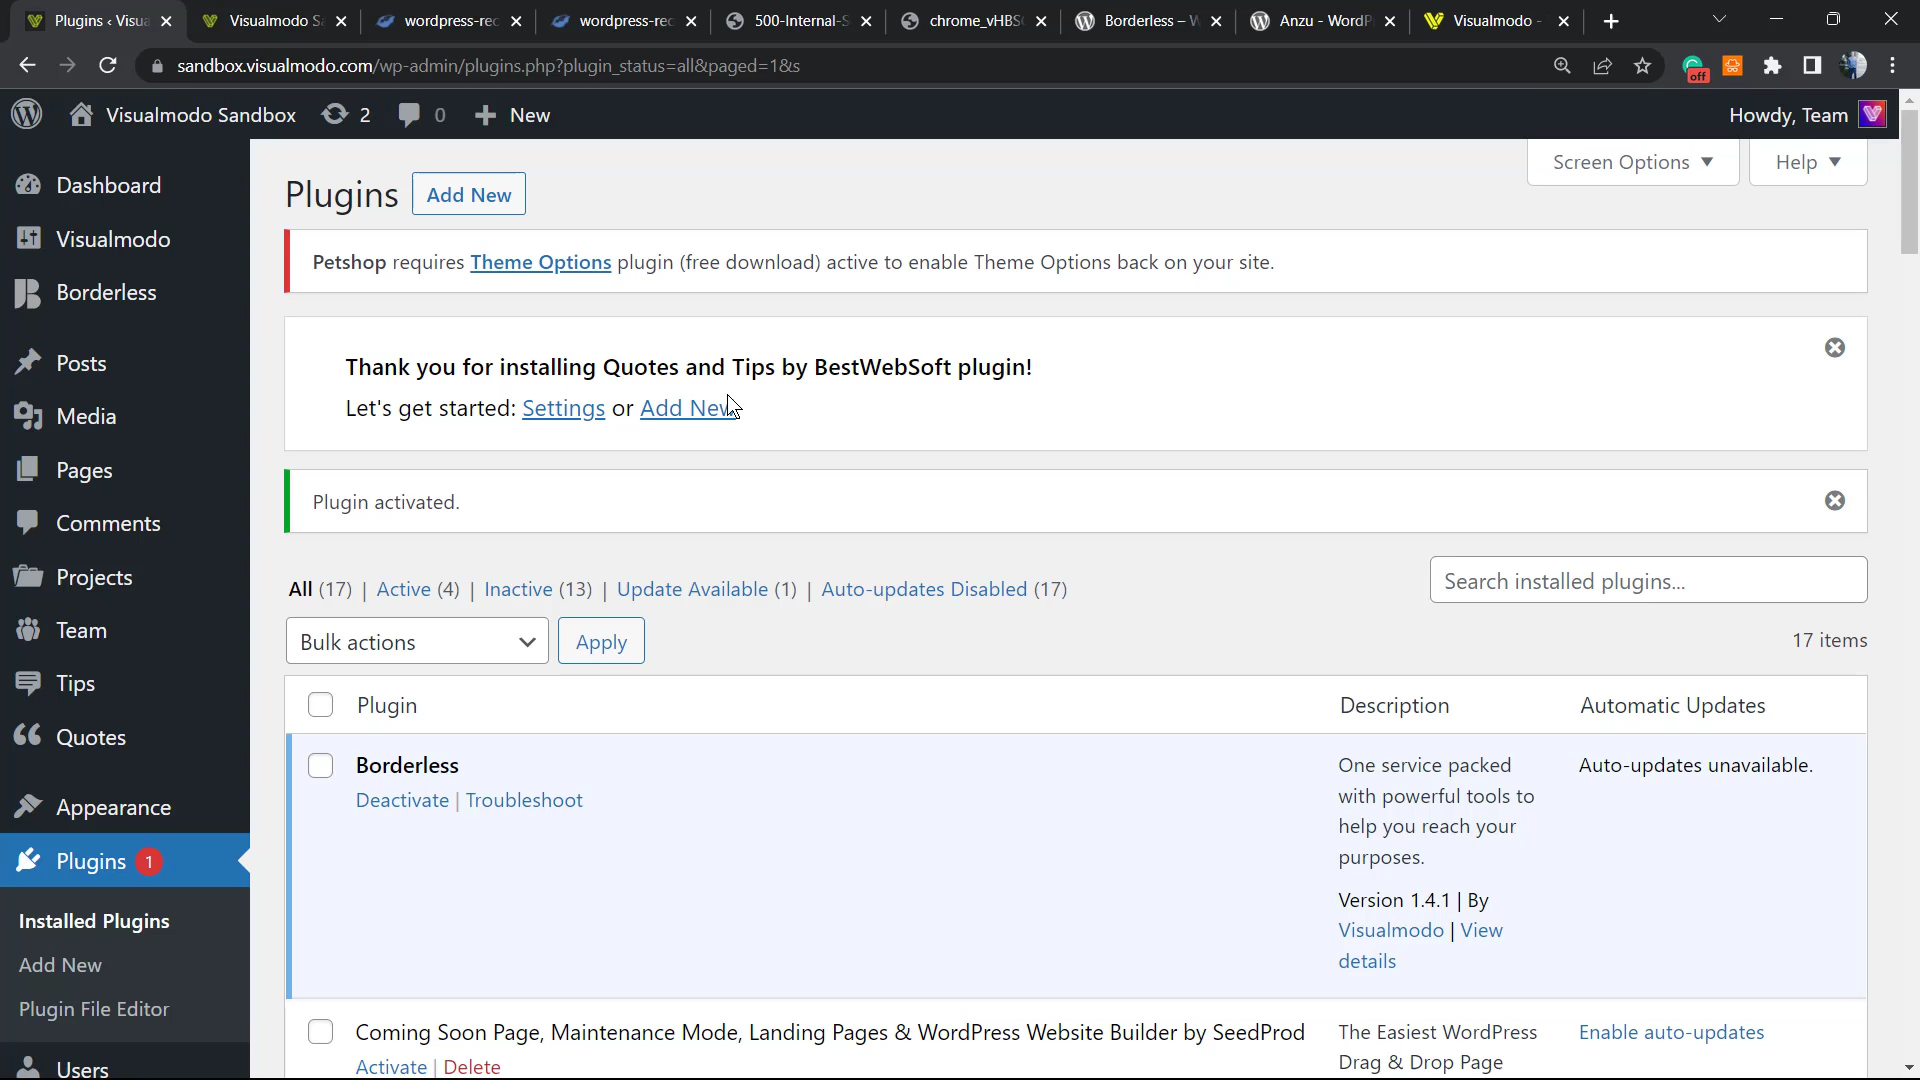 Plugins ‹ Visua
Visualmodo S
wordpress-rec
wordpress-rec
500-Internal-S
chrome_vHBS
Borderless – W
Anzu - WordP
Visualmodo -
sandbox.visualmodo.com/wp-admin/plugins.php?plugin_status=all&paged=1&s
off
Visualmodo Sandbox
2
0
New
Howdy, Team
Dashboard
Visualmodo
Borderless
Posts
Media
Pages
Comments
Projects
Team
Tips
Quotes
Appearance
Plugins 1
Installed Plugins
Add New
Plugin File Editor
Users
Screen Options
Help
Plugins
Add New
Petshop requires Theme Options plugin (free download) active to enable Theme Options back on your site.
Thank you for installing Quotes and Tips by BestWebSoft plugin!
Let's get started: Settings or Add New
Plugin activated.
All (17) | Active (4) | Inactive (13) | Update Available (1) | Auto-updates Disabled (17)
Search installed plugins...
Bulk actions
Apply
17 items
Plugin
Description
Automatic Updates
Borderless
Deactivate | Troubleshoot
One service packed
with powerful tools to
help you reach your
purposes.
Version 1.4.1 | By
Visualmodo | View
details
Auto-updates unavailable.
Coming Soon Page, Maintenance Mode, Landing Pages & WordPress Website Builder by SeedProd
Activate | Delete
The Easiest WordPress
Drag & Drop Page
Enable auto-updates